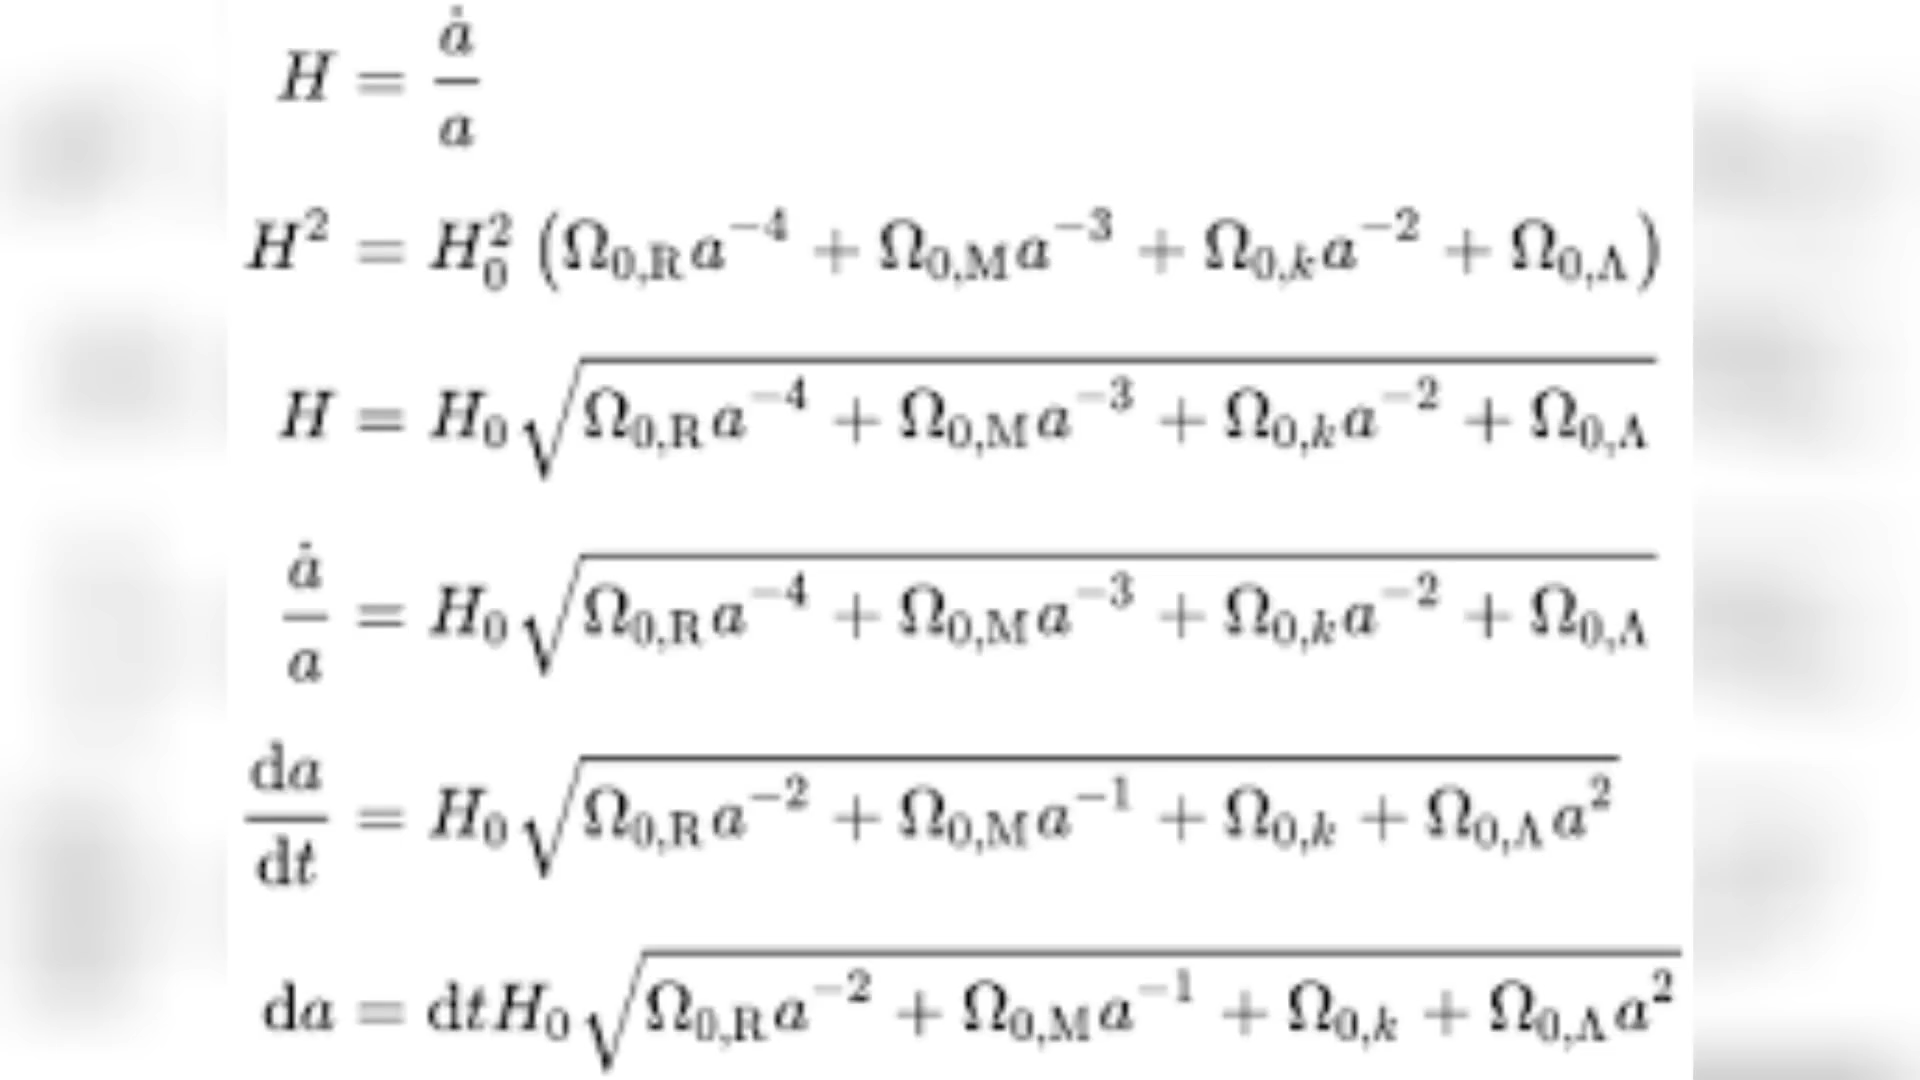 H = ȧ/a
H² = H₀² (Ω₀,R a⁻⁴ + Ω₀,M a⁻³ + Ω₀,k a⁻² + Ω₀,Λ)
H = H₀ √(Ω₀,R a⁻⁴ + Ω₀,M a⁻³ + Ω₀,k a⁻² + Ω₀,Λ)
ȧ/a = H₀ √(Ω₀,R a⁻⁴ + Ω₀,M a⁻³ + Ω₀,k a⁻² + Ω₀,Λ)
da/dt = H₀ √(Ω₀,R a⁻² + Ω₀,M a⁻¹ + Ω₀,k + Ω₀,Λ a²)
da = dtH₀ √(Ω₀,R a⁻² + Ω₀,M a⁻¹ + Ω₀,k + Ω₀,Λ a²)